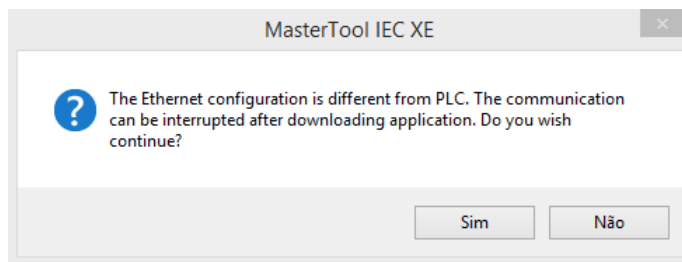 MasterTool IEC XE
The Ethernet configuration is different from PLC. The communication
can be interrupted after downloading application. Do you wish
continue?
Sim Não